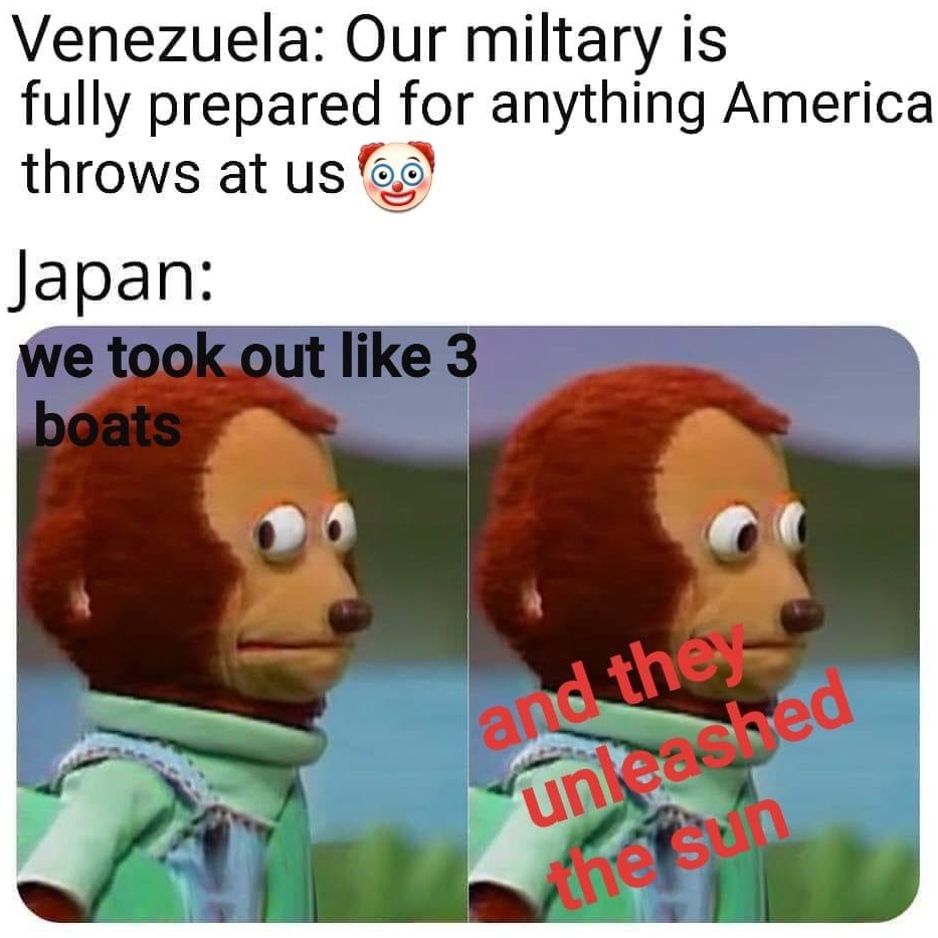 Venezuela: Our miltary is
fully prepared for anything America
throws at us 🤡
Japan:
we took out like 3
boats
and they
unleashed
the sun